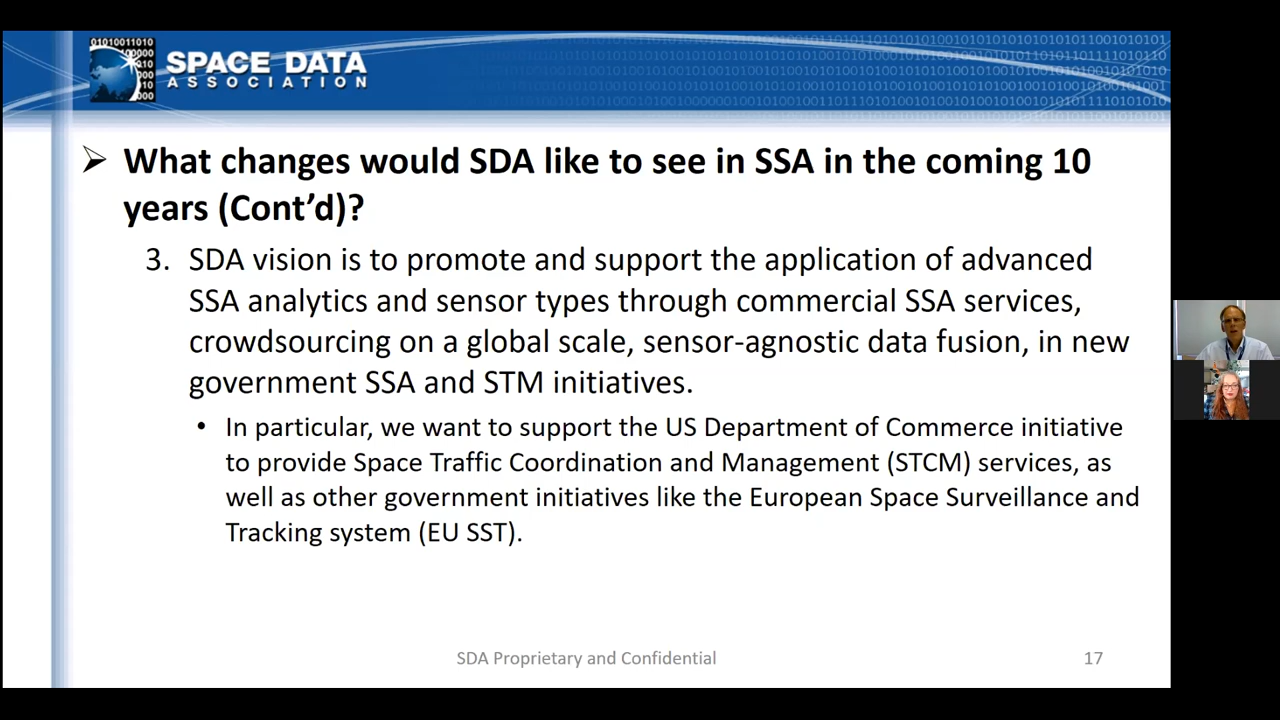 SPACE DATA
ASSOCIATION
➢ What changes would SDA like to see in SSA in the coming 10
years (Cont’d)?
3. SDA vision is to promote and support the application of advanced
SSA analytics and sensor types through commercial SSA services,
crowdsourcing on a global scale, sensor-agnostic data fusion, in new
government SSA and STM initiatives.
• In particular, we want to support the US Department of Commerce initiative
to provide Space Traffic Coordination and Management (STCM) services, as
well as other government initiatives like the European Space Surveillance and
Tracking system (EU SST).
SDA Proprietary and Confidential
17